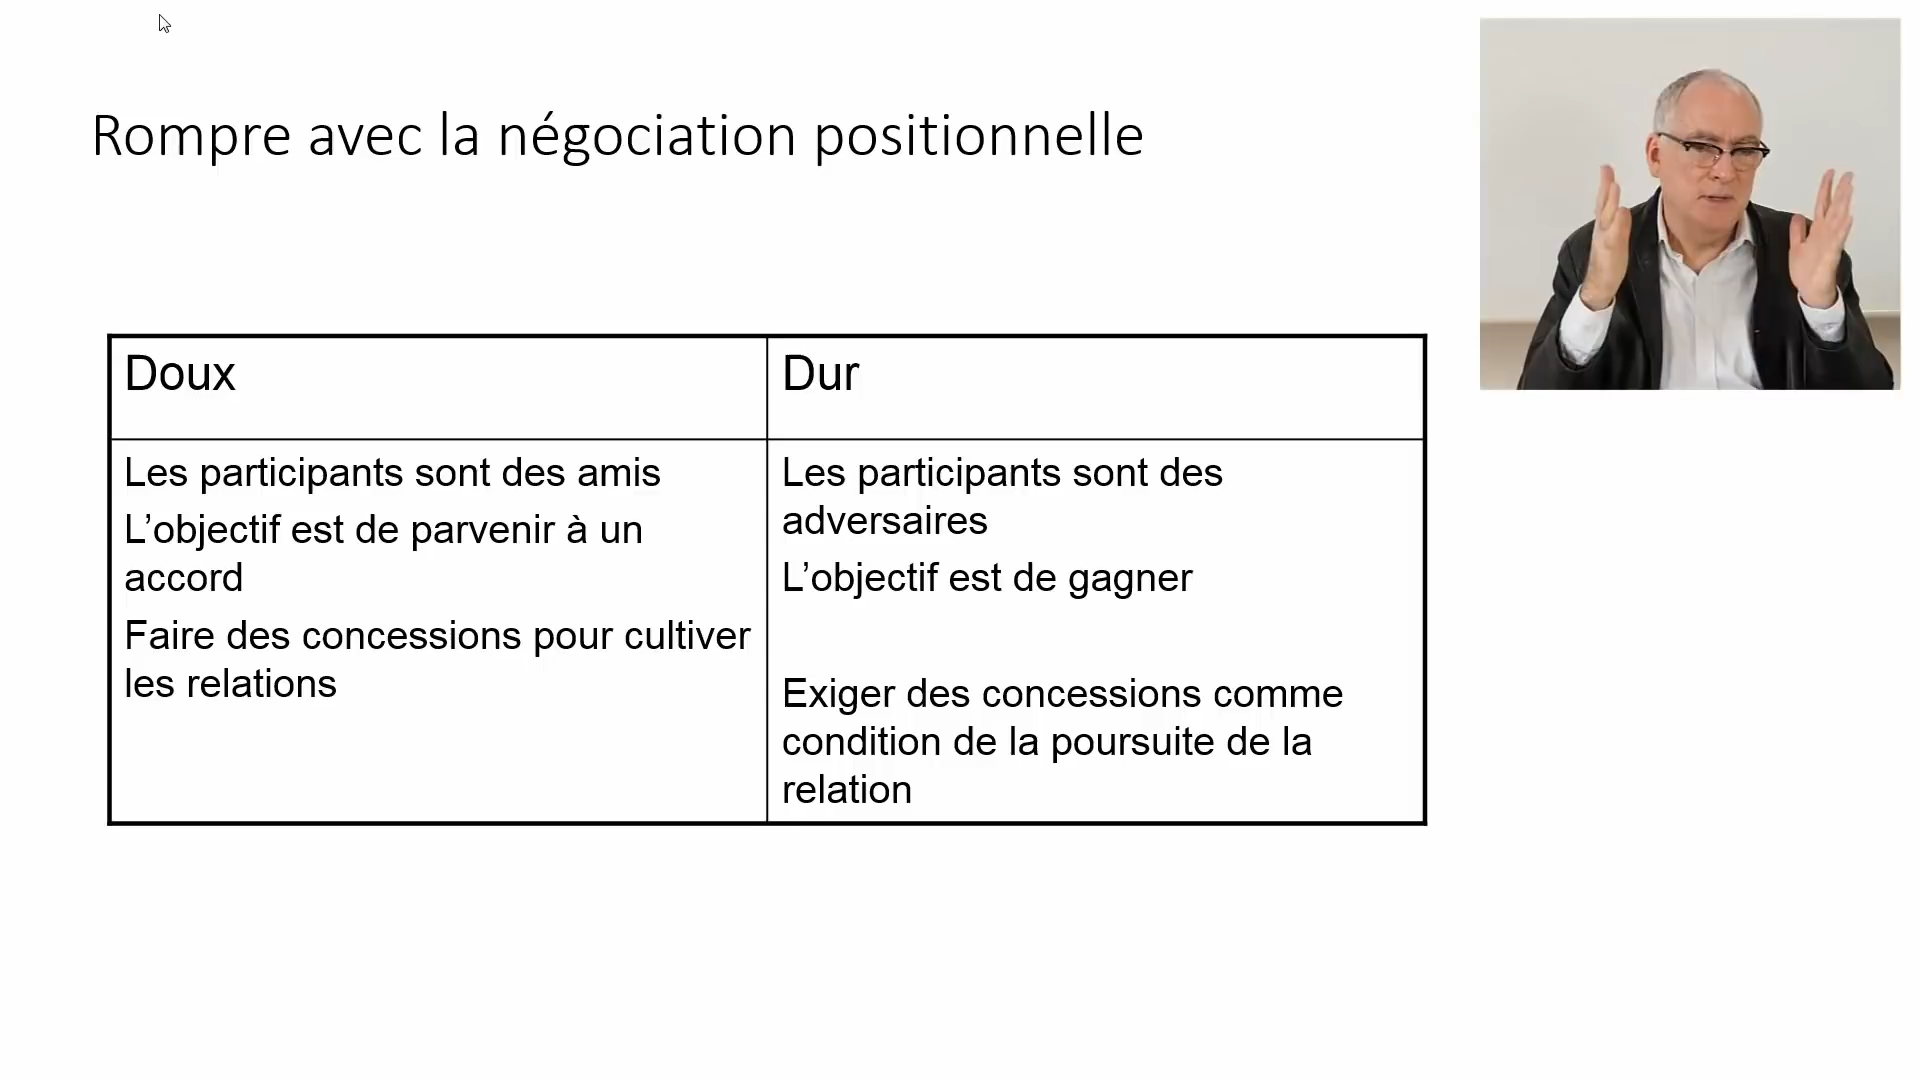 Rompre avec la négociation positionnelle
Doux
Dur
Les participants sont des amis
L’objectif est de parvenir à un
accord
Faire des concessions pour cultiver
les relations
Les participants sont des
adversaires
L’objectif est de gagner
Exiger des concessions comme
condition de la poursuite de la
relation